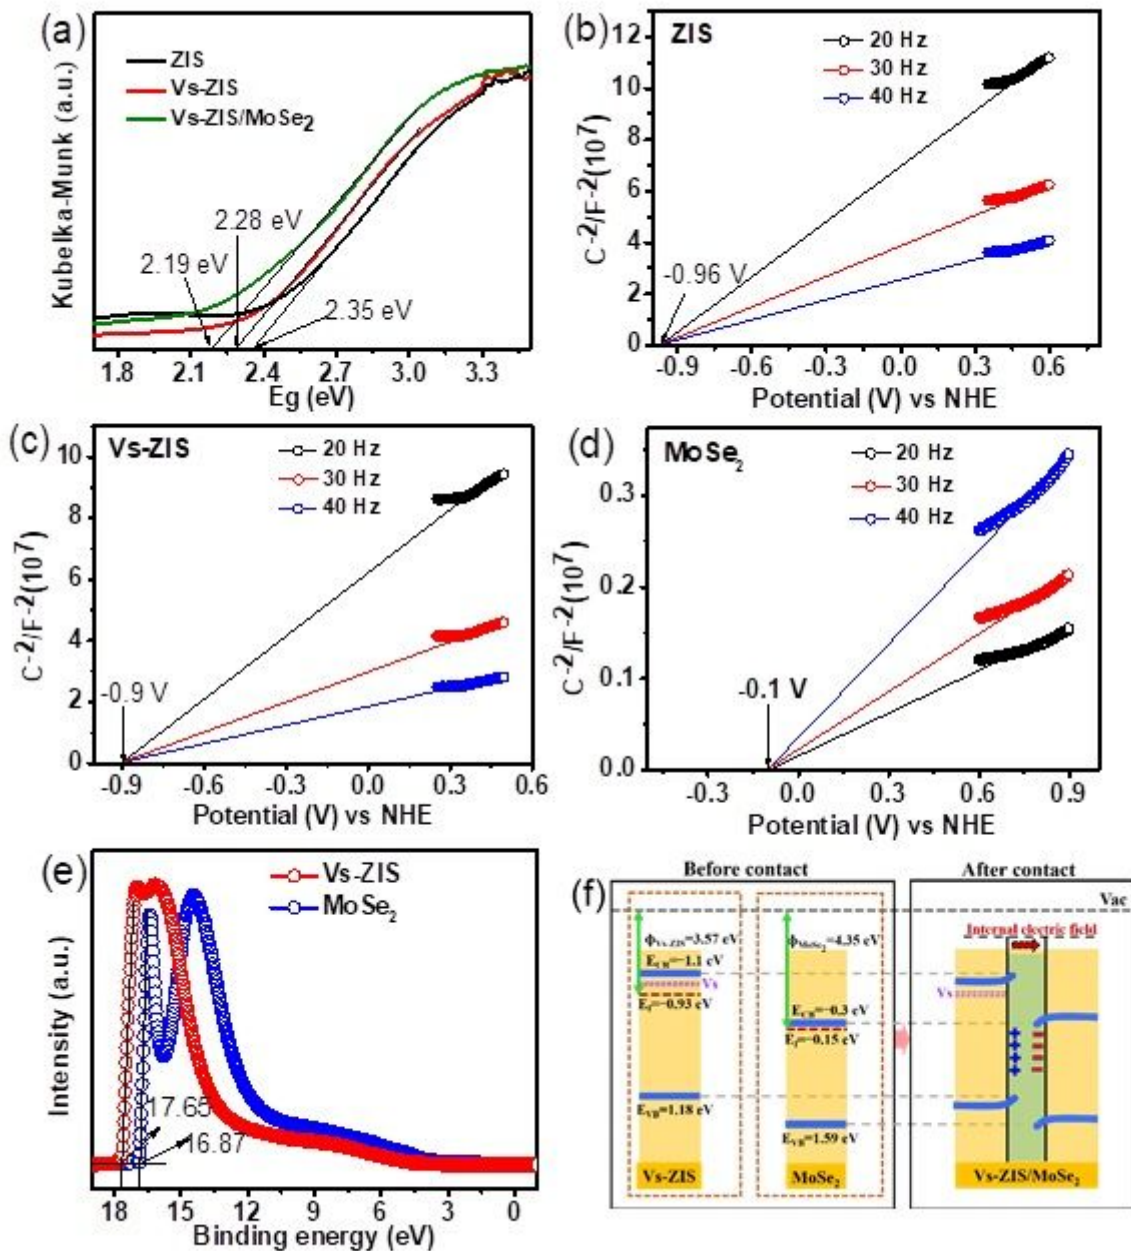 (a)
ZIS
Vs-ZIS
Vs-ZIS/MoSe₂
2.28 eV
2.19 eV
2.35 eV
Kubelka-Munk (a.u.)
1.8 2.1 2.4 2.7 3.0 3.3
Eg (eV)
(b)
ZIS
20 Hz
30 Hz
40 Hz
-0.96 V
C⁻²/F⁻²(10⁷)
12
10
8
6
4
2
0
-0.9 -0.6 -0.3 0.0 0.3 0.6
Potential (V) vs NHE
(c)
Vs-ZIS
20 Hz
30 Hz
40 Hz
-0.9 V
C⁻²/F⁻²(10⁷)
10
8
6
4
2
0
-0.9 -0.6 -0.3 0.0 0.3 0.6
Potential (V) vs NHE
(d)
MoSe₂
20 Hz
30 Hz
40 Hz
-0.1 V
C⁻²/F⁻²(10⁷)
0.3
0.2
0.1
0.0
-0.3 0.0 0.3 0.6 0.9
Potential (V) vs NHE
(e)
Vs-ZIS
MoSe₂
17.65
16.87
Intensity (a.u.)
18 15 12 9 6 3 0
Binding energy (eV)
(f)
Before contact
After contact
Vac
ΦVs-ZIS=3.57 eV
ECB=−1.1 eV
Vs
Ef=−0.93 eV
EVB=1.18 eV
Vs-ZIS
ΦMoSe₂=4.35 eV
ECB=−0.3 eV
Ef=−0.15 eV
EVB=1.59 eV
MoSe₂
Internal electric field
Vs
+
+
+
+
−
−
−
−
Vs-ZIS/MoSe₂